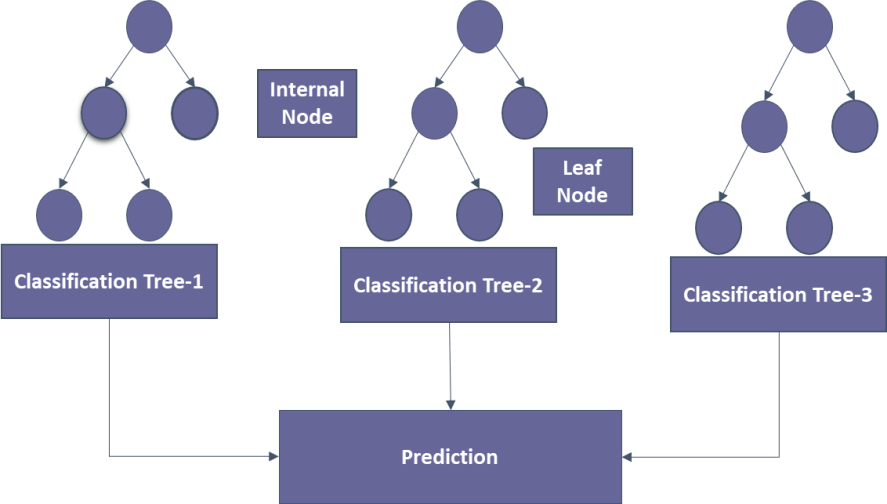 Internal
Node
Leaf
Node
Classification Tree-1
Classification Tree-2
Classification Tree-3
Prediction